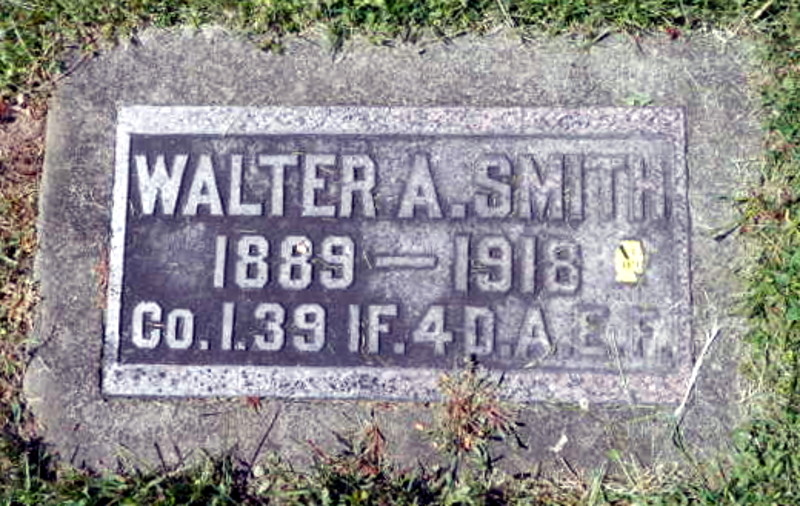 WALTER A. SMITH
1889 — 1918
Co. I. 39 IF. 4 D. A. E. F.